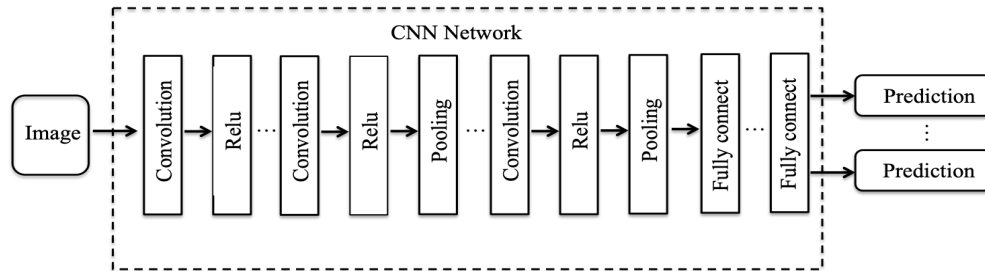 CNN Network
Image
Convolution
Relu
...
Convolution
Relu
Pooling
...
Convolution
Relu
Pooling
Fully connect
...
Fully connect
Prediction
...
Prediction